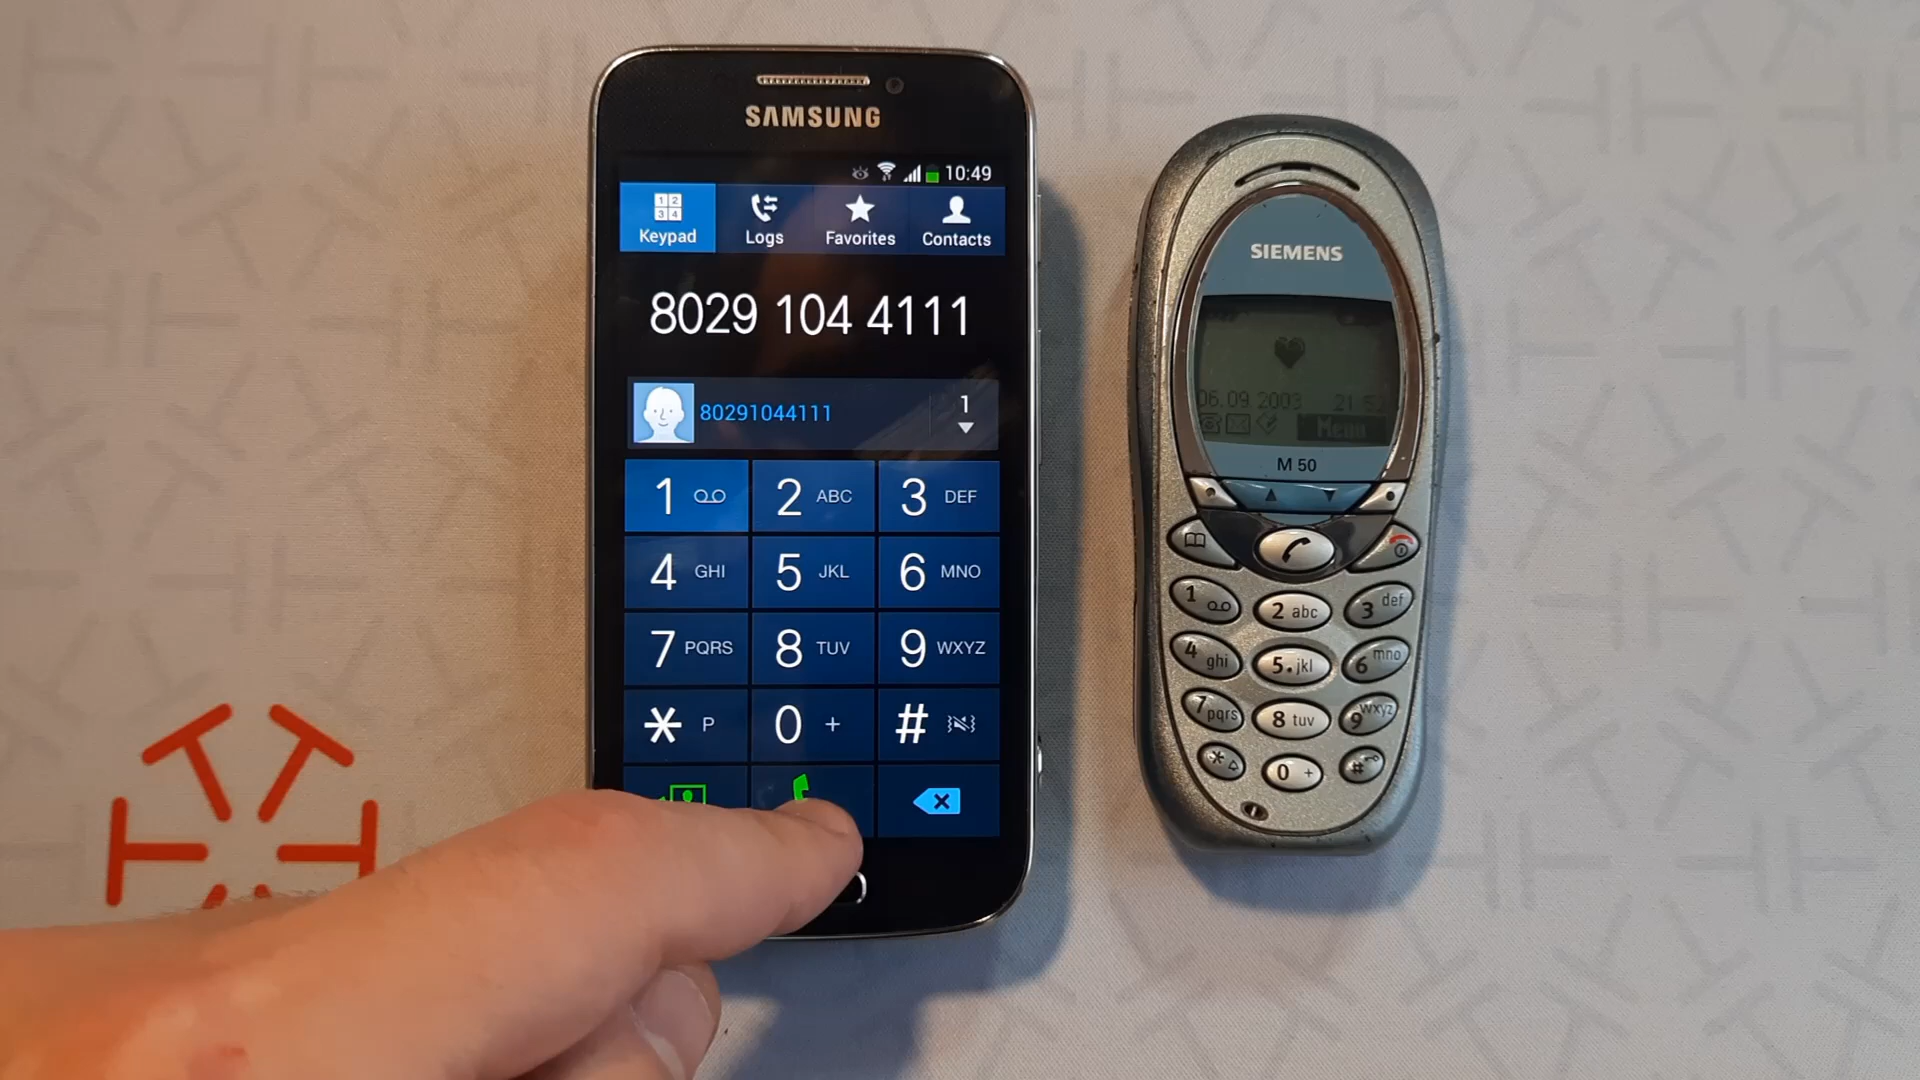 SAMSUNG
10:49
Keypad Logs Favorites Contacts
8029 104 4111
80291044111 1
1 2 ABC 3 DEF
4 GHI 5 JKL 6 MNO
7 PQRS 8 TUV 9 WXYZ
* P 0 + #
SIEMENS
06.09.2003
Menu
M 50
1 2 abc 3 def
4 ghi 5 jkl 6 mno
7 pqrs 8 tuv 9 wxyz
* 0 + #